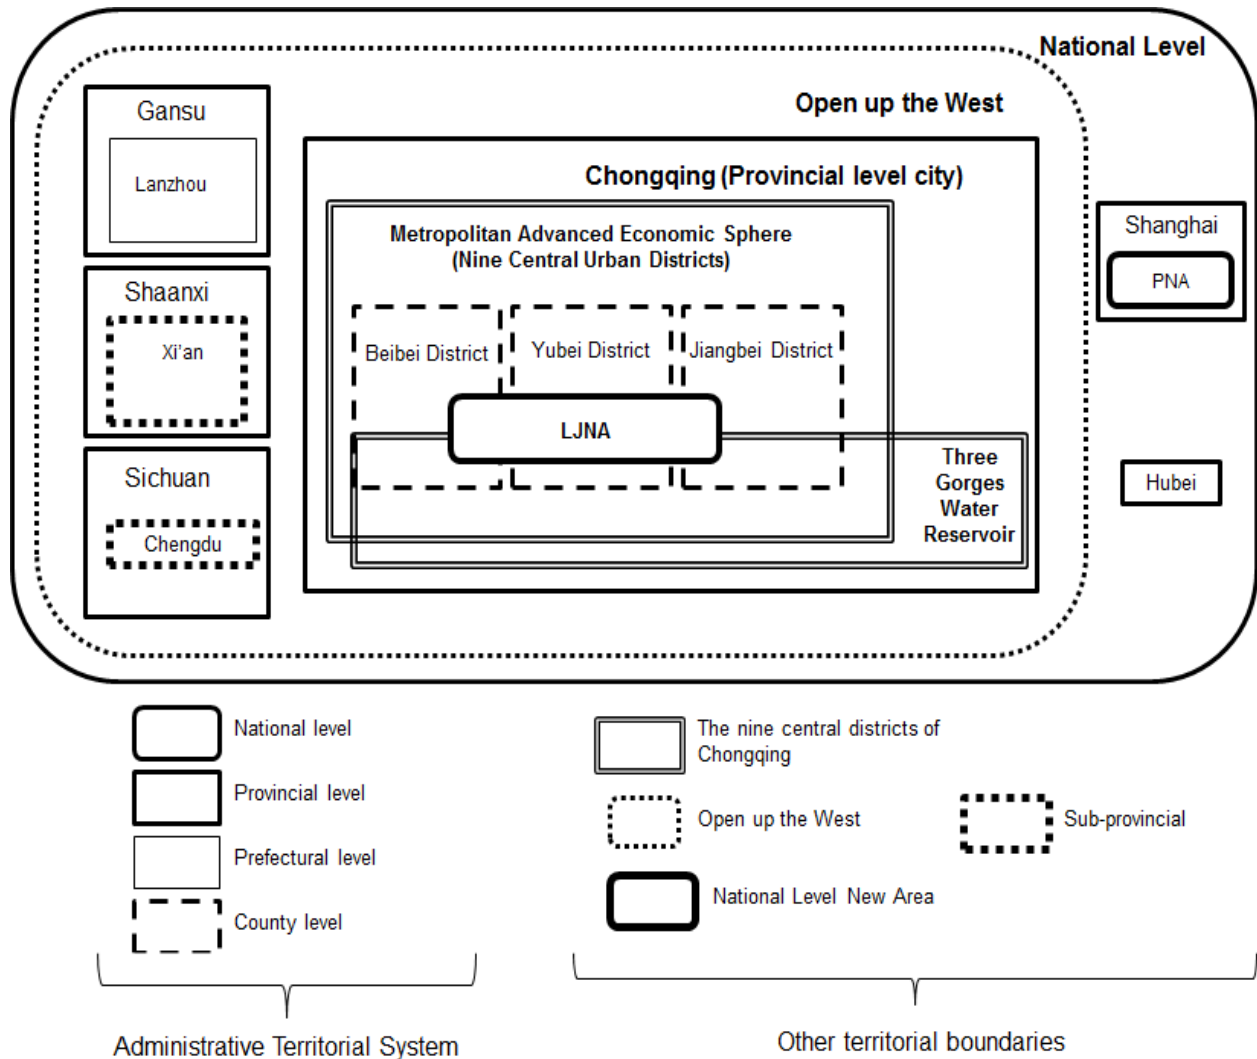 National Level
Open up the West
Gansu
Lanzhou
Chongqing (Provincial level city)
Metropolitan Advanced Economic Sphere
(Nine Central Urban Districts)
Shanghai
PNA
Shaanxi
Xi'an
Beibei District
Yubei District
Jiangbei District
LJNA
Sichuan
Chengdu
Three
Gorges
Water
Reservoir
Hubei
National level
Provincial level
Prefectural level
County level
The nine central districts of
Chongqing
Open up the West
Sub-provincial
National Level New Area
Administrative Territorial System
Other territorial boundaries